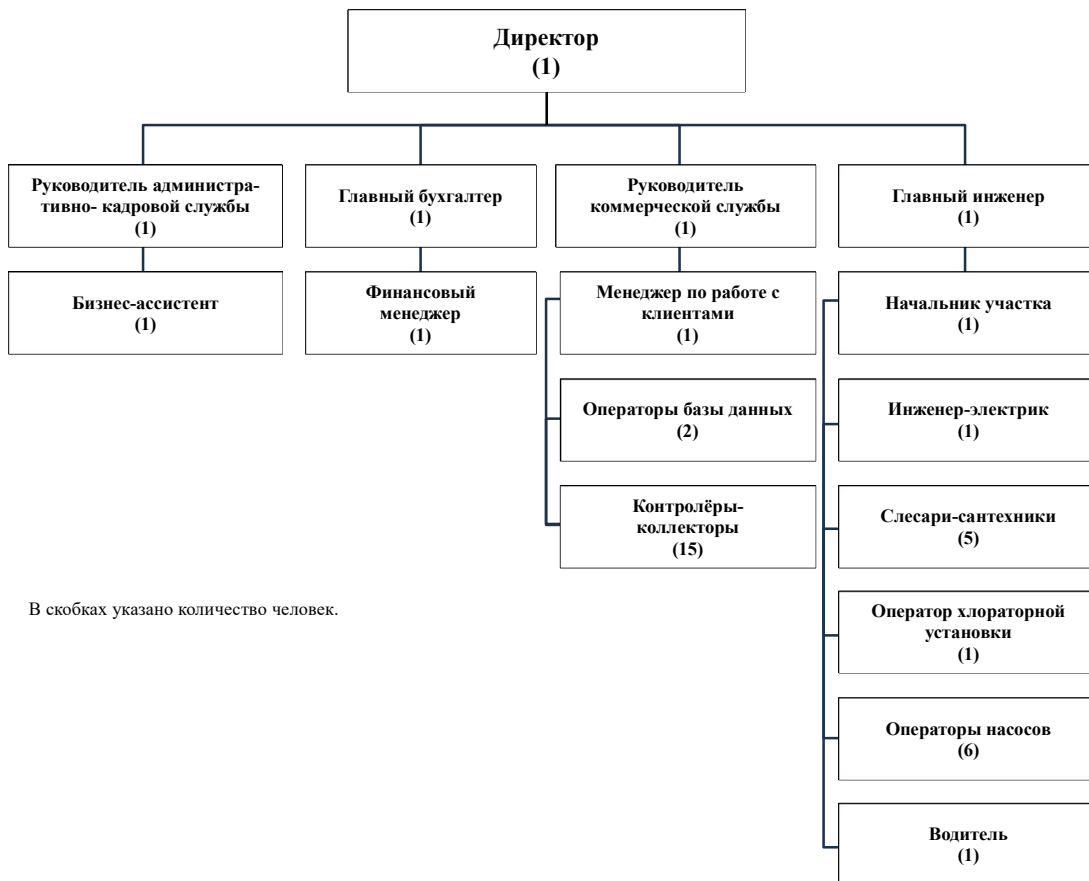 Директор
(1)
Руководитель администра-
тивно- кадровой службы
(1)
Главный бухгалтер
(1)
Руководитель
коммерческой службы
(1)
Главный инженер
(1)
Бизнес-ассистент
(1)
Финансовый
менеджер
(1)
Менеджер по работе с
клиентами
(1)
Начальник участка
(1)
Операторы базы данных
(2)
Инженер-электрик
(1)
Контролёры-
коллекторы
(15)
Слесари-сантехники
(5)
В скобках указано количество человек.
Оператор хлораторной
установки
(1)
Операторы насосов
(6)
Водитель
(1)